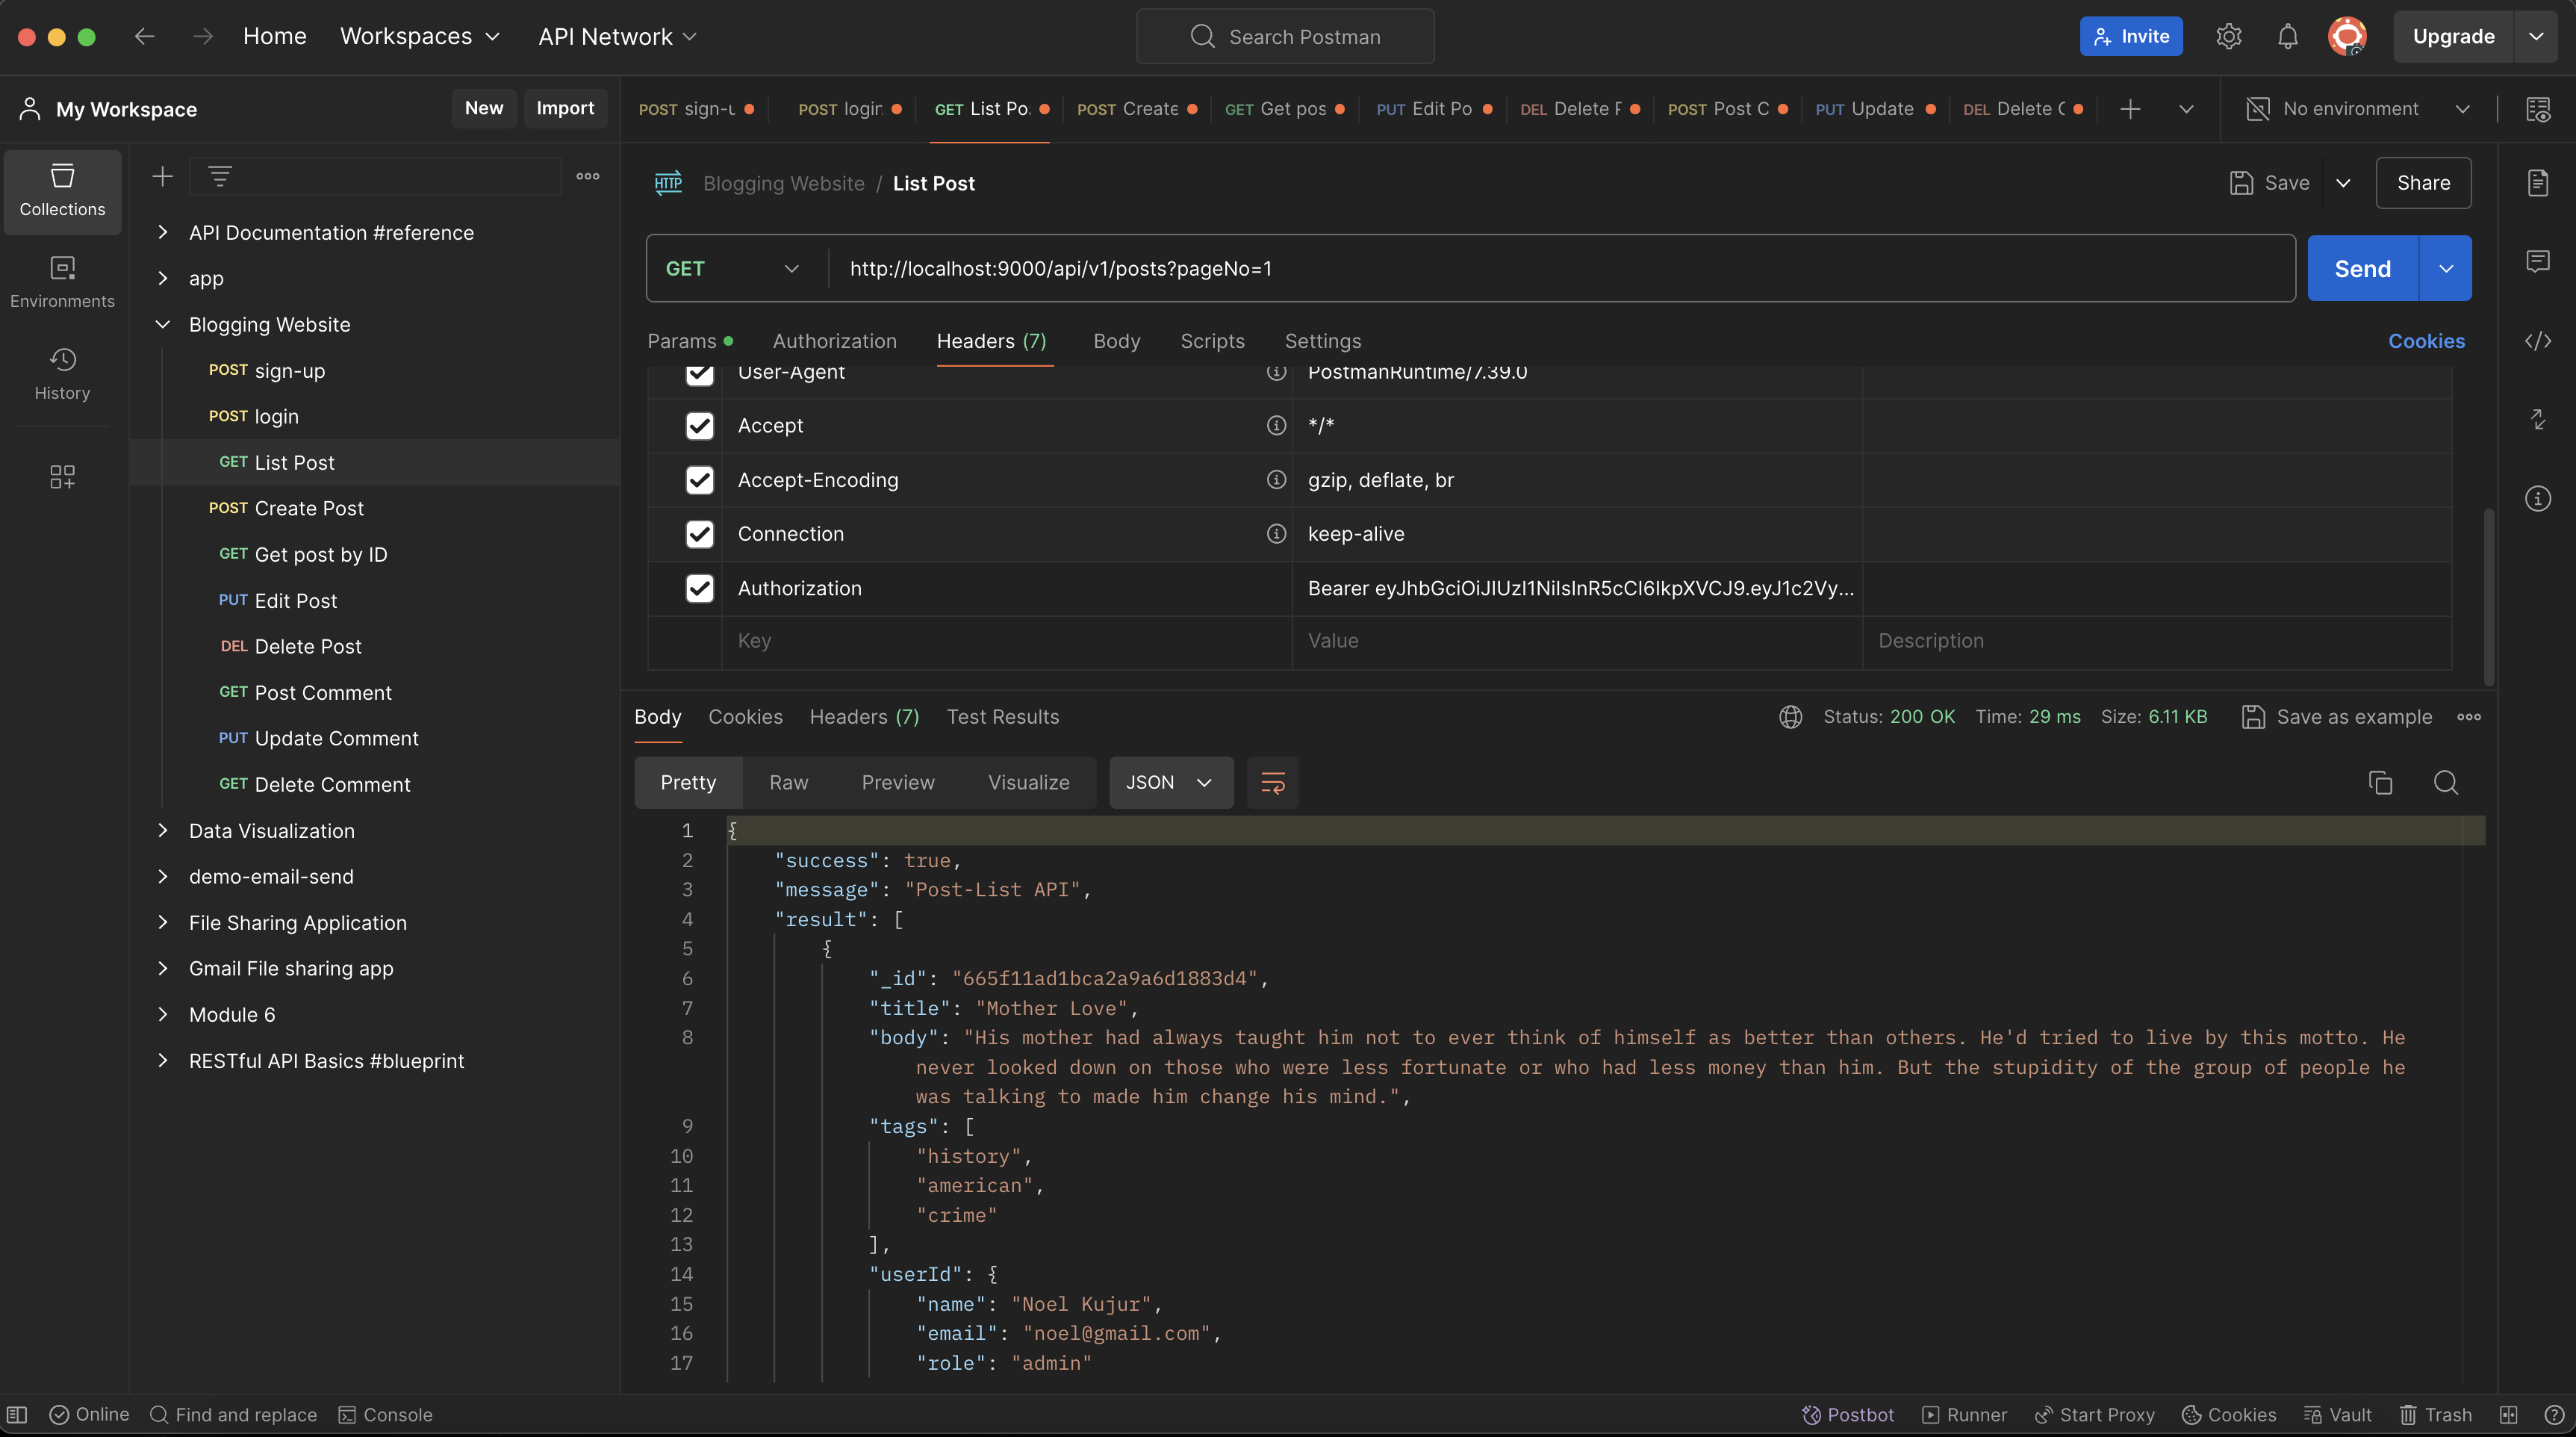 Home Workspaces API Network Search Postman Invite Upgrade
My Workspace New Import
POST sign-u POST login GET List Po. POST Create GET Get pos PUT Edit Po DEL Delete P POST Post C PUT Update DEL Delete C No environment
Collections
Environments
History
API Documentation #reference
app
Blogging Website
POST sign-up
POST login
GET List Post
POST Create Post
GET Get post by ID
PUT Edit Post
DEL Delete Post
GET Post Comment
PUT Update Comment
GET Delete Comment
Data Visualization
demo-email-send
File Sharing Application
Gmail File sharing app
Module 6
RESTful API Basics #blueprint
HTTP Blogging Website / List Post Save Share
GET http://localhost:9000/api/v1/posts?pageNo=1 Send
Params Authorization Headers (7) Body Scripts Settings Cookies
User-Agent PostmanRuntime/7.39.0
Accept */*
Accept-Encoding gzip, deflate, br
Connection keep-alive
Authorization Bearer eyJhbGciOiJIUzI1NiIsInR5cCI6IkpXVCJ9.eyJ1c2Vy...
Key Value Description
Body Cookies Headers (7) Test Results Status: 200 OK Time: 29 ms Size: 6.11 KB Save as example
Pretty Raw Preview Visualize JSON
1 {
2 "success": true,
3 "message": "Post-List API",
4 "result": [
5 {
6 "_id": "665f11ad1bca2a9a6d1883d4",
7 "title": "Mother Love",
8 "body": "His mother had always taught him not to ever think of himself as better than others. He'd tried to live by this motto. He
never looked down on those who were less fortunate or who had less money than him. But the stupidity of the group of people he
was talking to made him change his mind.",
9 "tags": [
10 "history",
11 "american",
12 "crime"
13 ],
14 "userId": {
15 "name": "Noel Kujur",
16 "email": "noel@gmail.com",
17 "role": "admin"
Online Find and replace Console Postbot Runner Start Proxy Cookies Vault Trash